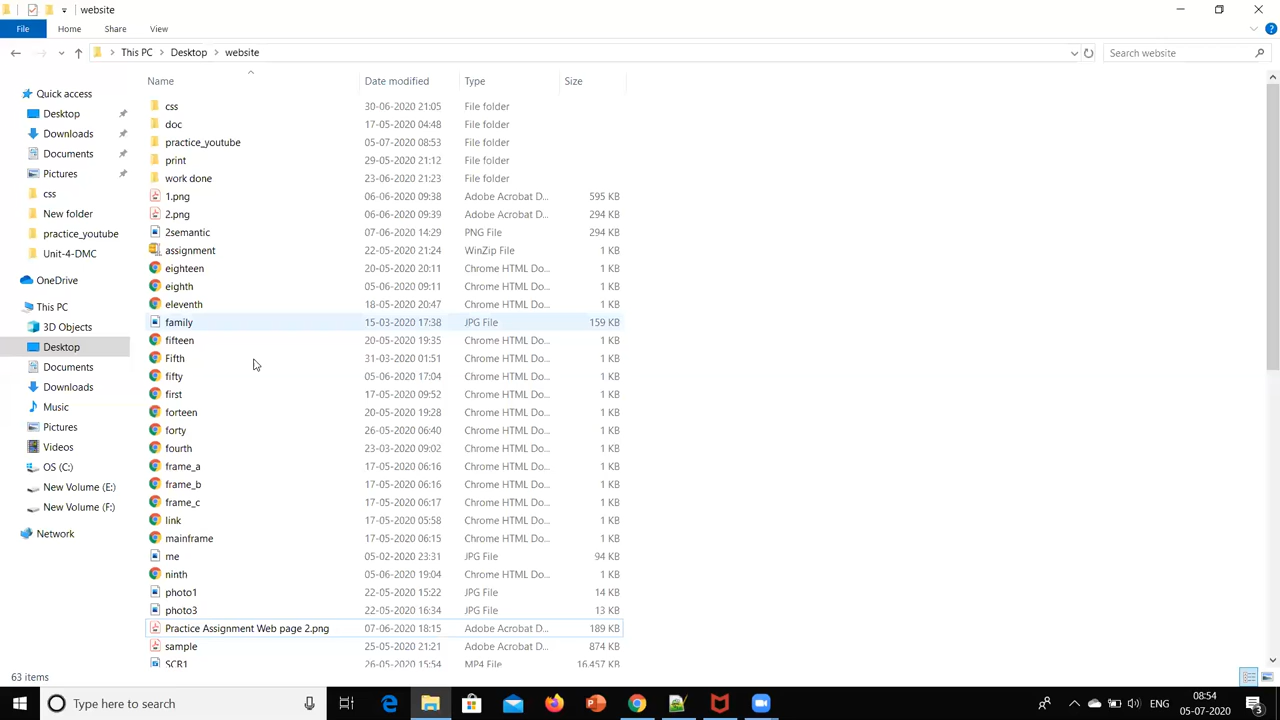 website
File
Home
Share
View
This PC
Desktop
website
Search website
Name
Date modified
Type
Size
Quick access
Desktop
Downloads
Documents
Pictures
css
New folder
practice_youtube
Unit-4-DMC
OneDrive
This PC
3D Objects
Desktop
Documents
Downloads
Music
Pictures
Videos
OS (C:)
New Volume (E:)
New Volume (F:)
Network
css 30-06-2020 21:05 File folder
doc 17-05-2020 04:48 File folder
practice_youtube 05-07-2020 08:53 File folder
print 29-05-2020 21:12 File folder
work done 23-06-2020 21:23 File folder
1.png 06-06-2020 09:38 Adobe Acrobat D... 595 KB
2.png 06-06-2020 09:39 Adobe Acrobat D... 294 KB
2semantic 07-06-2020 14:29 PNG File 294 KB
assignment 22-05-2020 21:24 WinZip File 1 KB
eighteen 20-05-2020 20:11 Chrome HTML Do... 1 KB
eighth 05-06-2020 09:11 Chrome HTML Do... 1 KB
eleventh 18-05-2020 20:47 Chrome HTML Do... 1 KB
family 15-03-2020 17:38 JPG File 159 KB
fifteen 20-05-2020 19:35 Chrome HTML Do... 1 KB
Fifth 31-03-2020 01:51 Chrome HTML Do... 1 KB
fifty 05-06-2020 17:04 Chrome HTML Do... 1 KB
first 17-05-2020 09:52 Chrome HTML Do... 1 KB
forteen 20-05-2020 19:28 Chrome HTML Do... 1 KB
forty 26-05-2020 06:40 Chrome HTML Do... 1 KB
fourth 23-03-2020 09:02 Chrome HTML Do... 1 KB
frame_a 17-05-2020 06:16 Chrome HTML Do... 1 KB
frame_b 17-05-2020 06:16 Chrome HTML Do... 1 KB
frame_c 17-05-2020 06:17 Chrome HTML Do... 1 KB
link 17-05-2020 05:58 Chrome HTML Do... 1 KB
mainframe 17-05-2020 06:15 Chrome HTML Do... 1 KB
me 05-02-2020 23:31 JPG File 94 KB
ninth 05-06-2020 19:04 Chrome HTML Do... 1 KB
photo1 22-05-2020 15:22 JPG File 14 KB
photo3 22-05-2020 16:34 JPG File 13 KB
Practice Assignment Web page 2.png 07-06-2020 18:15 Adobe Acrobat D... 189 KB
sample 25-05-2020 21:21 Adobe Acrobat D... 874 KB
SCR1 26-05-2020 15:54 MP4 File 16,457 KB
63 items
Type here to search
ENG
08:54
05-07-2020
3